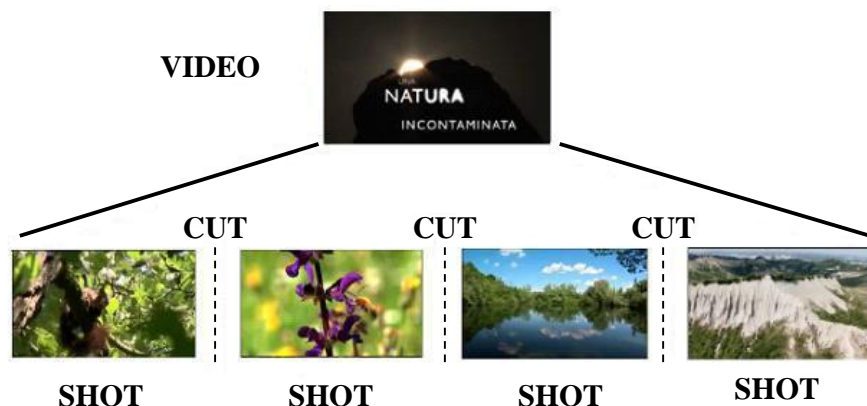 VIDEO
UNA
NATURA
INCONTAMINATA
CUT CUT CUT
SHOT SHOT SHOT SHOT